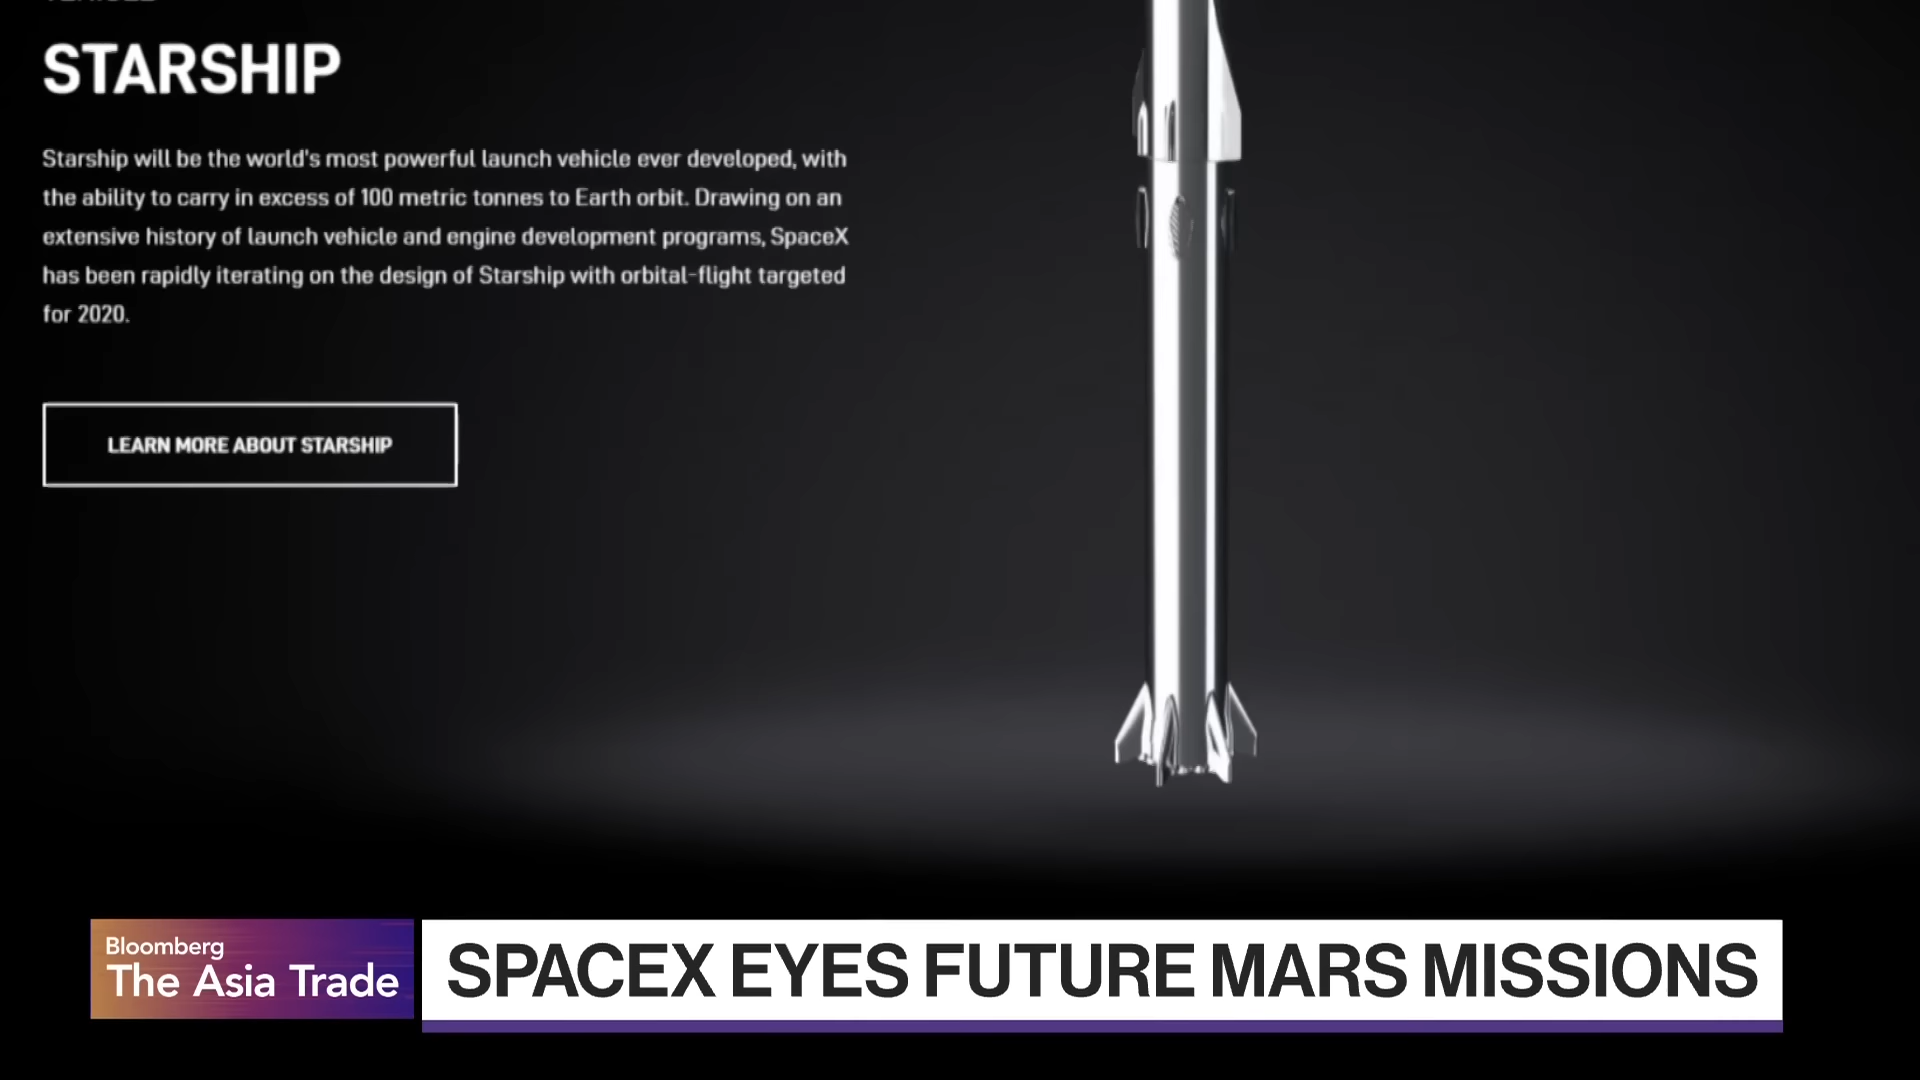 STARSHIP
Starship will be the world's most powerful launch vehicle ever developed, with
the ability to carry in excess of 100 metric tonnes to Earth orbit. Drawing on an
extensive history of launch vehicle and engine development programs, SpaceX
has been rapidly iterating on the design of Starship with orbital-flight targeted
for 2020.
LEARN MORE ABOUT STARSHIP
Bloomberg
The Asia Trade
SPACEX EYES FUTURE MARS MISSIONS